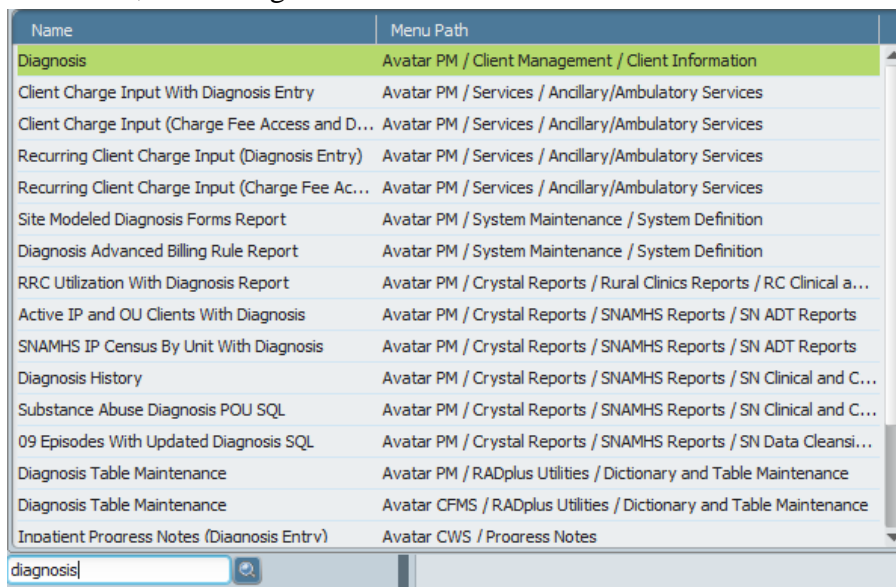 Name Menu Path
Diagnosis Avatar PM / Client Management / Client Information
Client Charge Input With Diagnosis Entry Avatar PM / Services / Ancillary/Ambulatory Services
Client Charge Input (Charge Fee Access and D... Avatar PM / Services / Ancillary/Ambulatory Services
Recurring Client Charge Input (Diagnosis Entry) Avatar PM / Services / Ancillary/Ambulatory Services
Recurring Client Charge Input (Charge Fee Ac... Avatar PM / Services / Ancillary/Ambulatory Services
Site Modeled Diagnosis Forms Report Avatar PM / System Maintenance / System Definition
Diagnosis Advanced Billing Rule Report Avatar PM / System Maintenance / System Definition
RRC Utilization With Diagnosis Report Avatar PM / Crystal Reports / Rural Clinics Reports / RC Clinical a...
Active IP and OU Clients With Diagnosis Avatar PM / Crystal Reports / SNAMHS Reports / SN ADT Reports
SNAMHS IP Census By Unit With Diagnosis Avatar PM / Crystal Reports / SNAMHS Reports / SN ADT Reports
Diagnosis History Avatar PM / Crystal Reports / SNAMHS Reports / SN Clinical and C...
Substance Abuse Diagnosis POU SQL Avatar PM / Crystal Reports / SNAMHS Reports / SN Clinical and C...
09 Episodes With Updated Diagnosis SQL Avatar PM / Crystal Reports / SNAMHS Reports / SN Data Cleansi...
Diagnosis Table Maintenance Avatar PM / RADplus Utilities / Dictionary and Table Maintenance
Diagnosis Table Maintenance Avatar CFMS / RADplus Utilities / Dictionary and Table Maintenance
Inpatient Progress Notes (Diagnosis Entry) Avatar CWS / Progress Notes
diagnosis